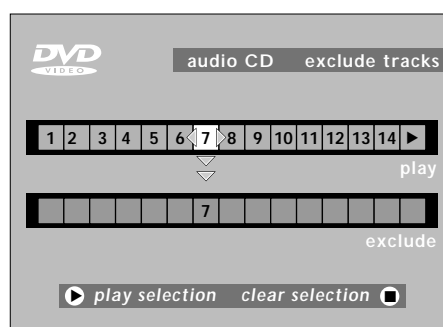 DVD
VIDEO
audio CD exclude tracks
1 2 3 4 5 6 7 8 9 10 11 12 13 14
play
7
exclude
play selection clear selection